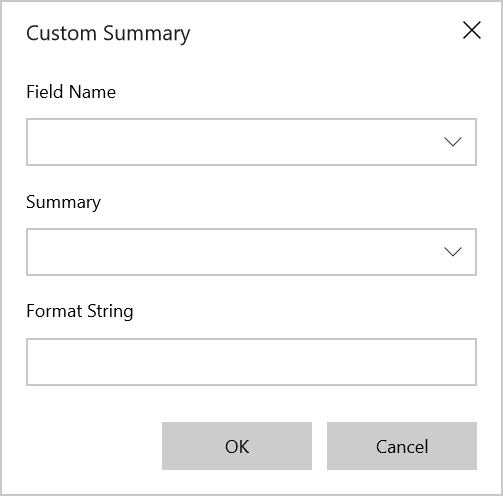 Custom Summary
Field Name
Summary
Format String
OK
Cancel